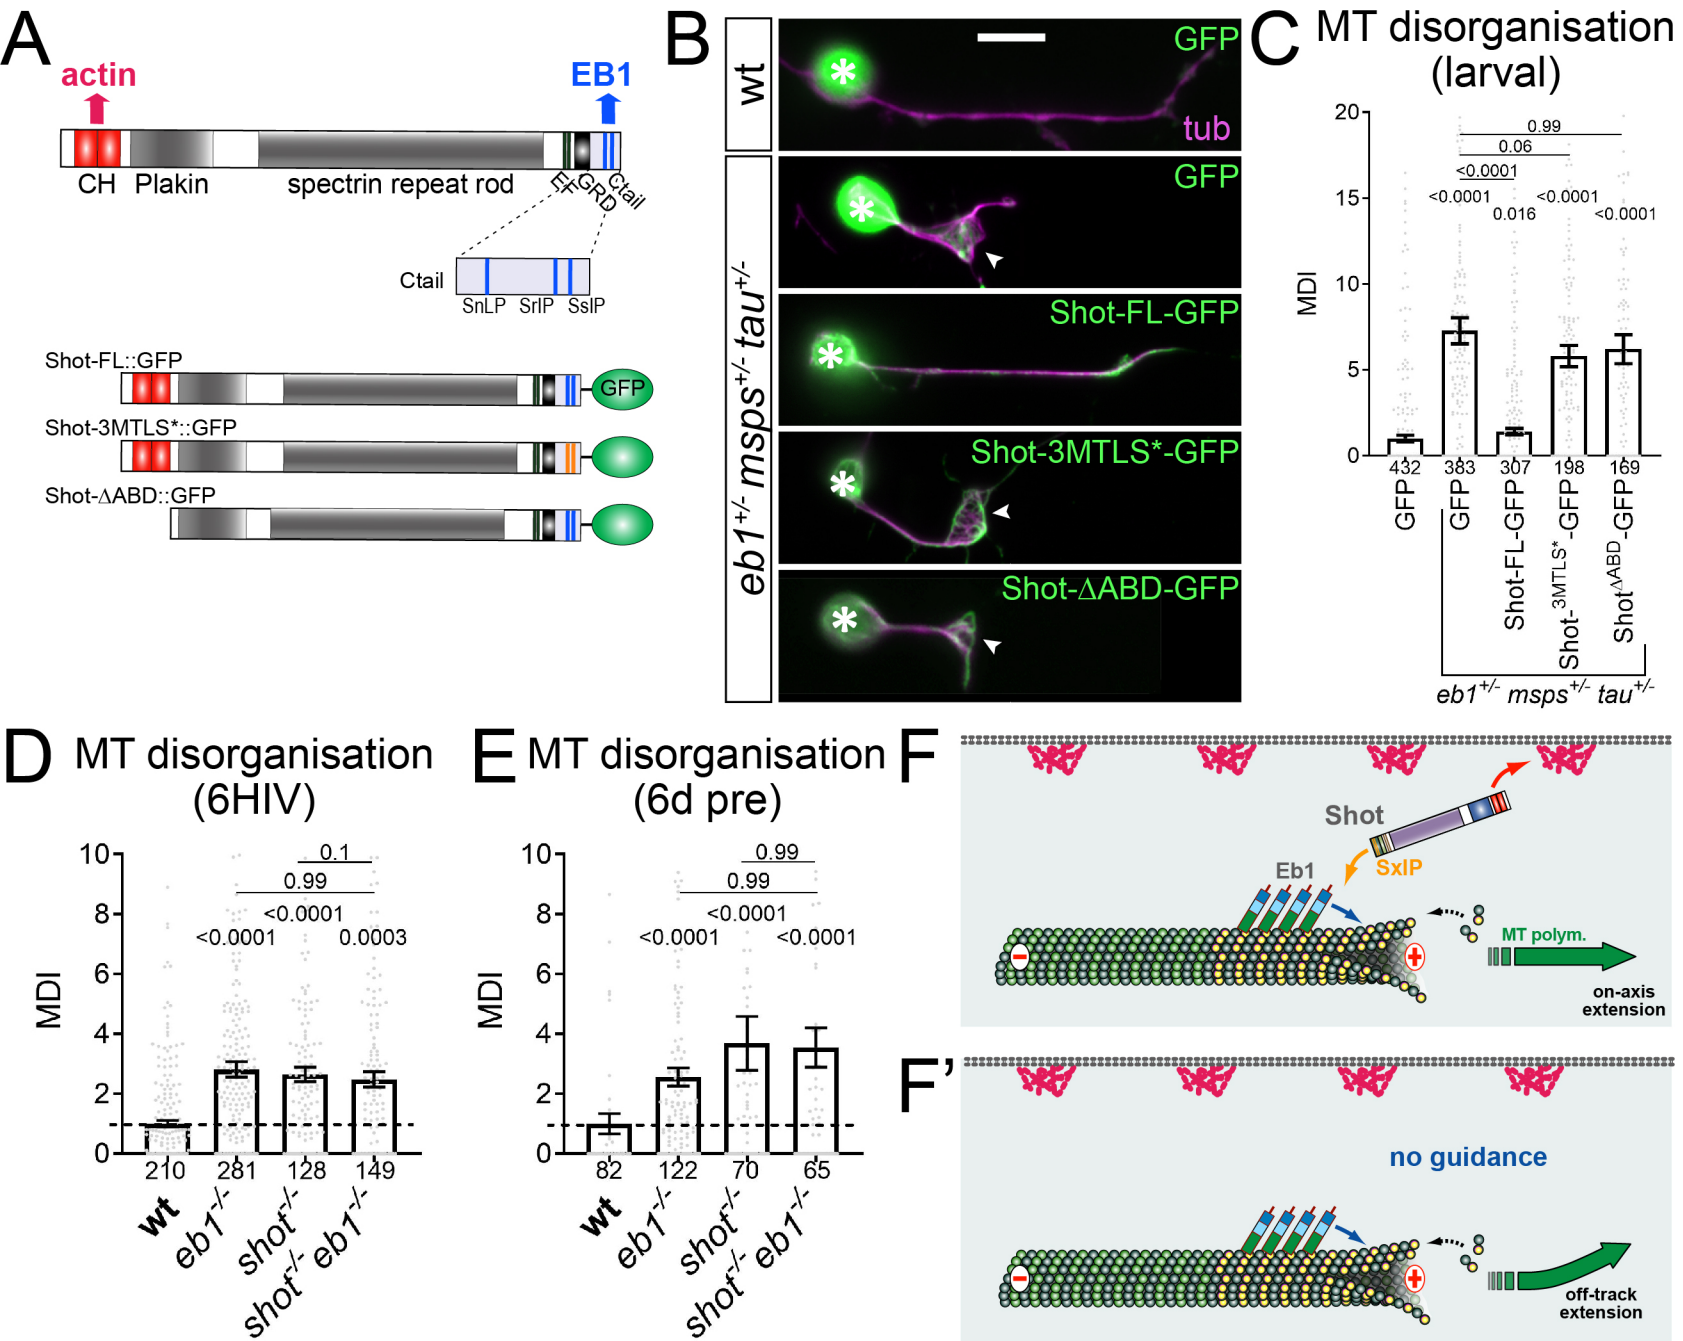 A
actin
EB1
CH
Plakin
spectrin repeat rod
EF
GRD
Ctail
Ctail
SnLP
SrIP
SsIP
Shot-FL::GFP
GFP
Shot-3MTLS*::GFP
Shot-ΔABD::GFP
B
wt
eb1+/- msps+/- tau+/-
GFP
tub
GFP
Shot-FL-GFP
Shot-3MTLS*-GFP
Shot-ΔABD-GFP
C
MT disorganisation
(larval)
MDI
20
15
10
5
0
0.99
0.06
<0.0001
<0.0001
0.016
<0.0001
<0.0001
432
383
307
198
169
GFP
GFP
Shot-FL-GFP
Shot-3MTLS*-GFP
ShotΔABD-GFP
eb1+/- msps+/- tau+/-
D
MT disorganisation
(6HIV)
MDI
10
8
6
4
2
0
0.1
0.99
<0.0001
<0.0001
0.0003
210
281
128
149
wt
eb1-/-
shot-/-
shot-/- eb1-/-
E
MT disorganisation
(6d pre)
MDI
10
8
6
4
2
0
0.99
0.99
<0.0001
<0.0001
<0.0001
82
122
70
65
wt
eb1-/-
shot-/-
shot-/- eb1-/-
F
Shot
SxIP
Eb1
MT polym.
on-axis
extension
F'
no guidance
off-track
extension